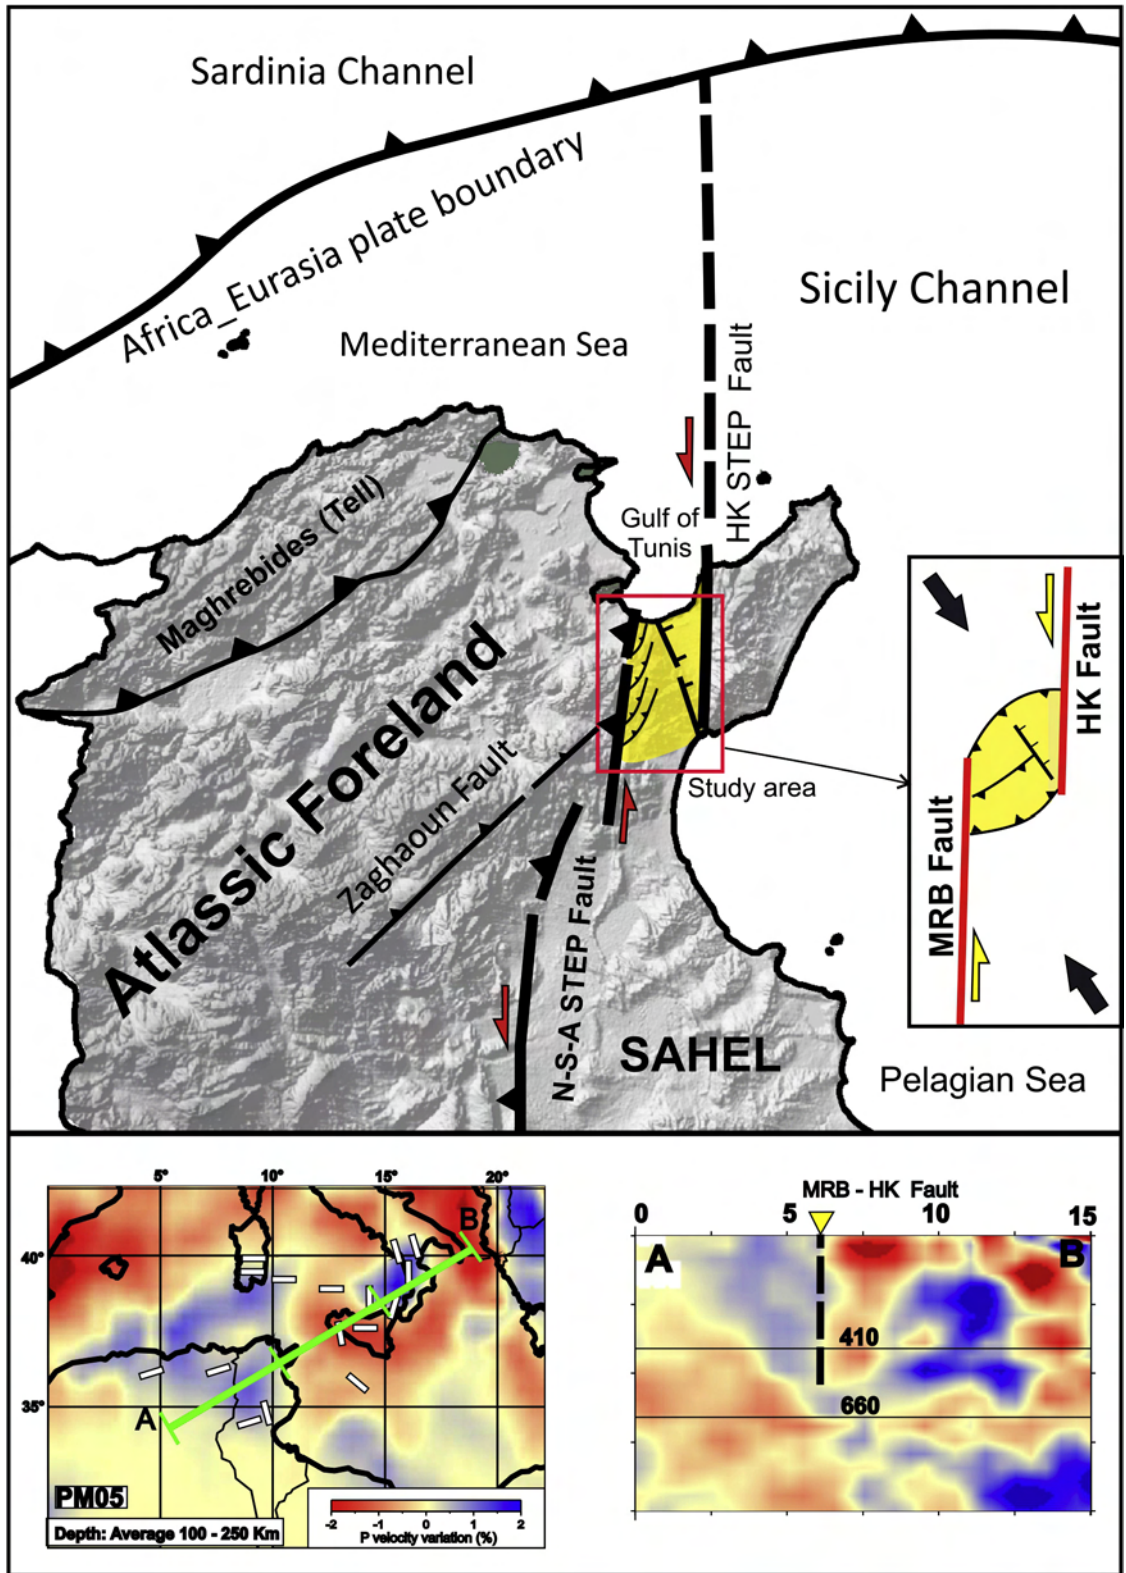 Sardinia Channel
Africa_Eurasia plate boundary
Sicily Channel
Mediterranean Sea
HK STEP Fault
Gulf of
Tunis
Maghrebides (Tell)
Atlassic Foreland
Zaghaoun Fault
Study area
HK Fault
MRB Fault
N-S-A STEP Fault
SAHEL
Pelagian Sea
5° 10° 15° 20°
40°
35°
A
B
PM05
Depth: Average 100 - 250 Km
-2 -1 0 1 2
P velocity variation (%)
MRB - HK Fault
0 5 10 15
A
B
410
660